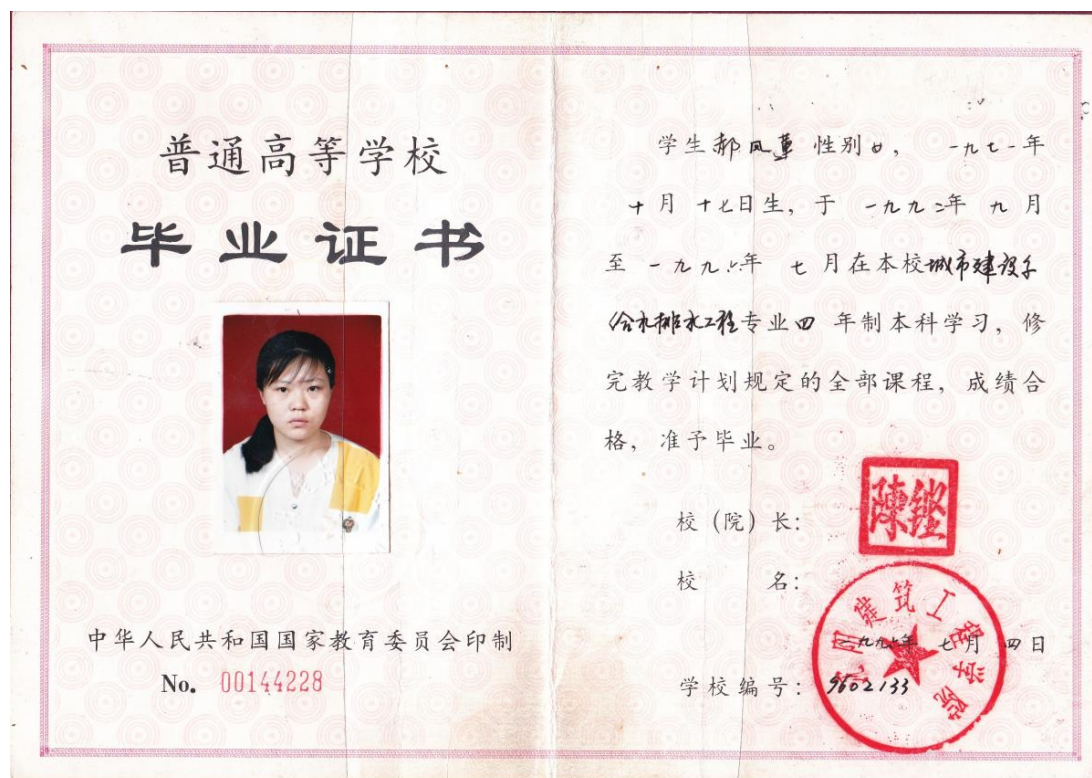 普通高等学校
毕业证书
中华人民共和国国家教育委员会印制
No. 00144228
学生郝凤草 性别女, 一九七一年
十月十七日生, 于 一九九二年 九月
至 一九九六年 七月在本校城市建设系
给水排水工程专业四 年制本科学习, 修
完教学计划规定的全部课程, 成绩合
格, 准予毕业。
校(院)长:
陳鏗
校 名:
建筑工程学院
一九九六年 七月 四日
学校编号: 9602133